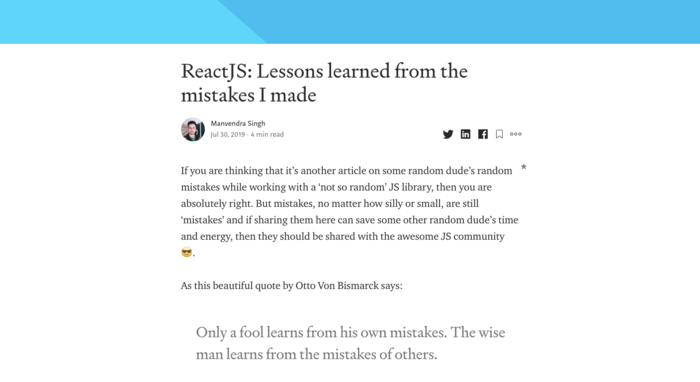 ReactJS: Lessons learned from the
mistakes I made
Manvendra Singh
Jul 30, 2019 · 4 min read
If you are thinking that it’s another article on some random dude’s random
mistakes while working with a ‘not so random’ JS library, then you are
absolutely right. But mistakes, no matter how silly or small, are still
‘mistakes’ and if sharing them here can save some other random dude’s time
and energy, then they should be shared with the awesome JS community
😎.
As this beautiful quote by Otto Von Bismarck says:
Only a fool learns from his own mistakes. The wise
man learns from the mistakes of others.